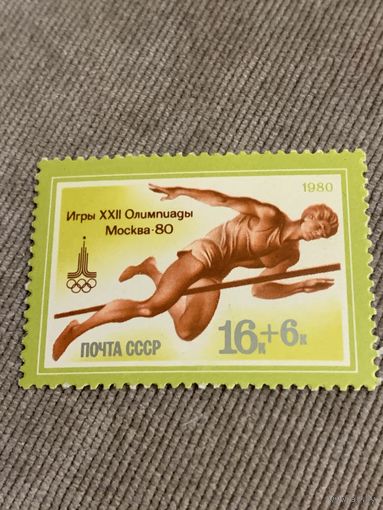 1980
Игры XXII Олимпиады
Москва·80
ПОЧТА СССР
16к+6к